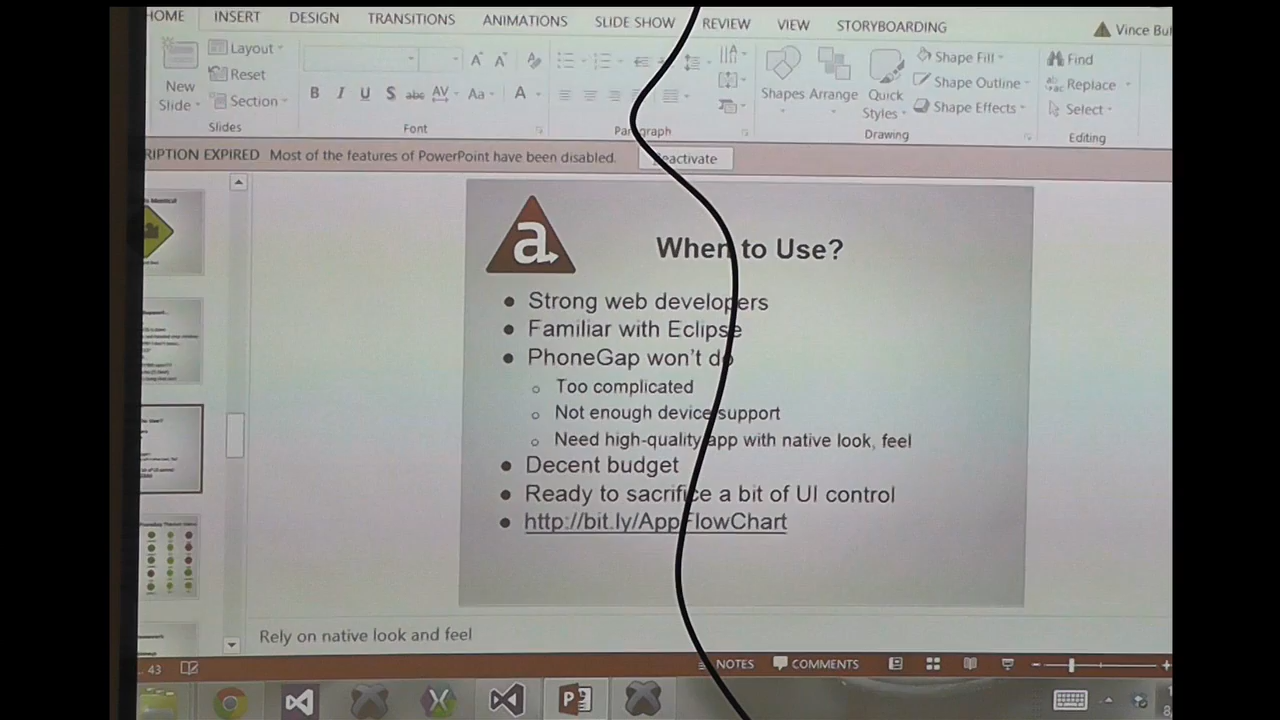 HOME INSERT DESIGN TRANSITIONS ANIMATIONS SLIDE SHOW REVIEW VIEW STORYBOARDING Vince
Layout
Reset
New
Slide
Section
Slides
B I U S abc AV Aa A
Font
Paragraph
Shapes Arrange Quick
Styles
Shape Fill
Shape Outline
Shape Effects
Drawing
Find
Replace
Select
Editing
EXPIRED Most of the features of PowerPoint have been disabled. Reactivate
a
When to Use?
● Strong web developers
● Familiar with Eclipse
● PhoneGap won't do
○ Too complicated
○ Not enough device support
○ Need high-quality app with native look, feel
● Decent budget
● Ready to sacrifice a bit of UI control
● http://bit.ly/AppFlowChart
Rely on native look and feel
43 NOTES COMMENTS